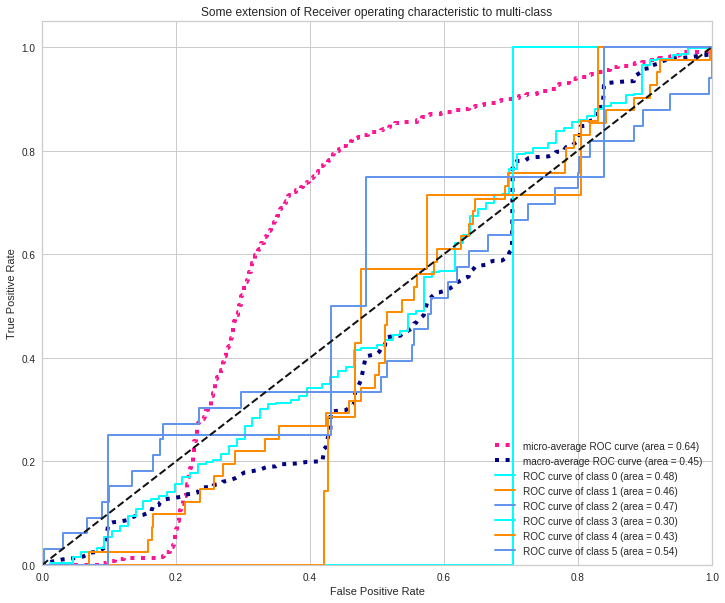 Some extension of Receiver operating characteristic to multi-class
True Positive Rate
1.0
0.8
0.6
0.4
0.2
0.0
micro-average ROC curve (area = 0.64)
macro-average ROC curve (area = 0.45)
ROC curve of class 0 (area = 0.48)
ROC curve of class 1 (area = 0.46)
ROC curve of class 2 (area = 0.47)
ROC curve of class 3 (area = 0.30)
ROC curve of class 4 (area = 0.43)
ROC curve of class 5 (area = 0.54)
0.0 0.2 0.4 0.6 0.8 1.0
False Positive Rate